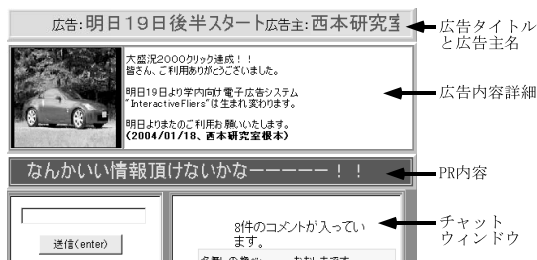 広告:明日19日後半スタート広告主:西本研究室
広告タイトル
と広告主名
大盛況2000クリック達成！！
皆さん、ご利用ありがとうございました。
明日19日より学内向け電子広告システム
"InteractiveFliers"は生まれ変わります。
明日よりまたのご利用お願いいたします。
(2004/01/18、西本研究室根本)
広告内容詳細
なんかいい情報頂けないかなーーーーー！！
PR内容
送信(enter)
8件のコメントが入ってい
ます。
チャット
ウィンドウ